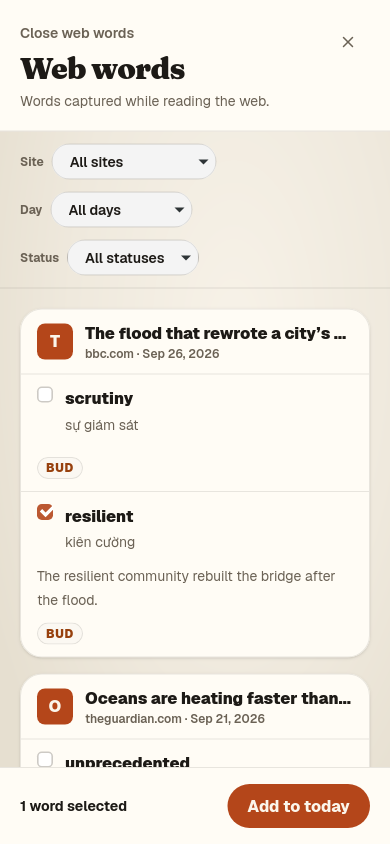 Close web words
Web words
Words captured while reading the web.
Site
All sites
Day
All days
Status
All statuses
T
The flood that rewrote a city’s ...
bbc.com · Sep 26, 2026
scrutiny
sự giám sát
BUD
resilient
kiên cường
The resilient community rebuilt the bridge after
the flood.
BUD
O
Oceans are heating faster than...
theguardian.com · Sep 21, 2026
unprecedented
1 word selected
Add to today